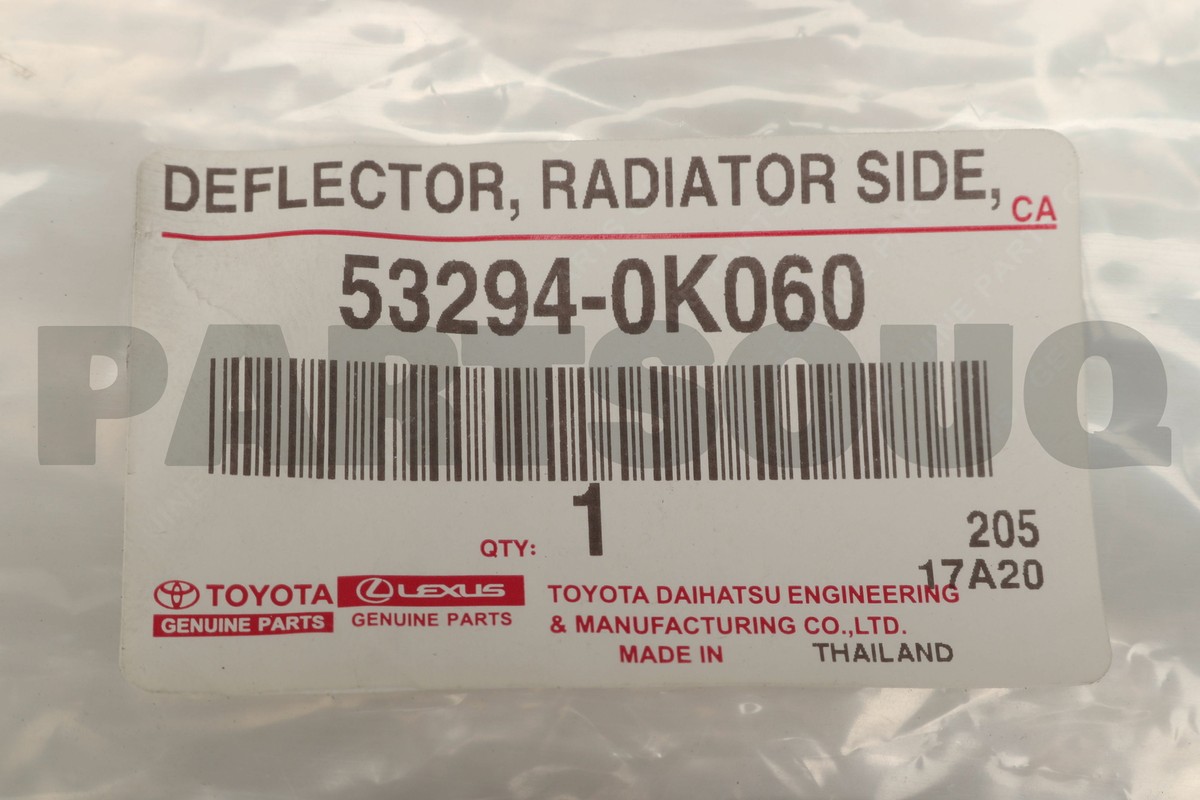 DEFLECTOR, RADIATOR SIDE, CA
53294-0K060
PARTSOUQ
QTY: 1
205
17A20
TOYOTA
GENUINE PARTS
LEXUS
GENUINE PARTS
TOYOTA DAIHATSU ENGINEERING
& MANUFACTURING CO.,LTD.
MADE IN THAILAND